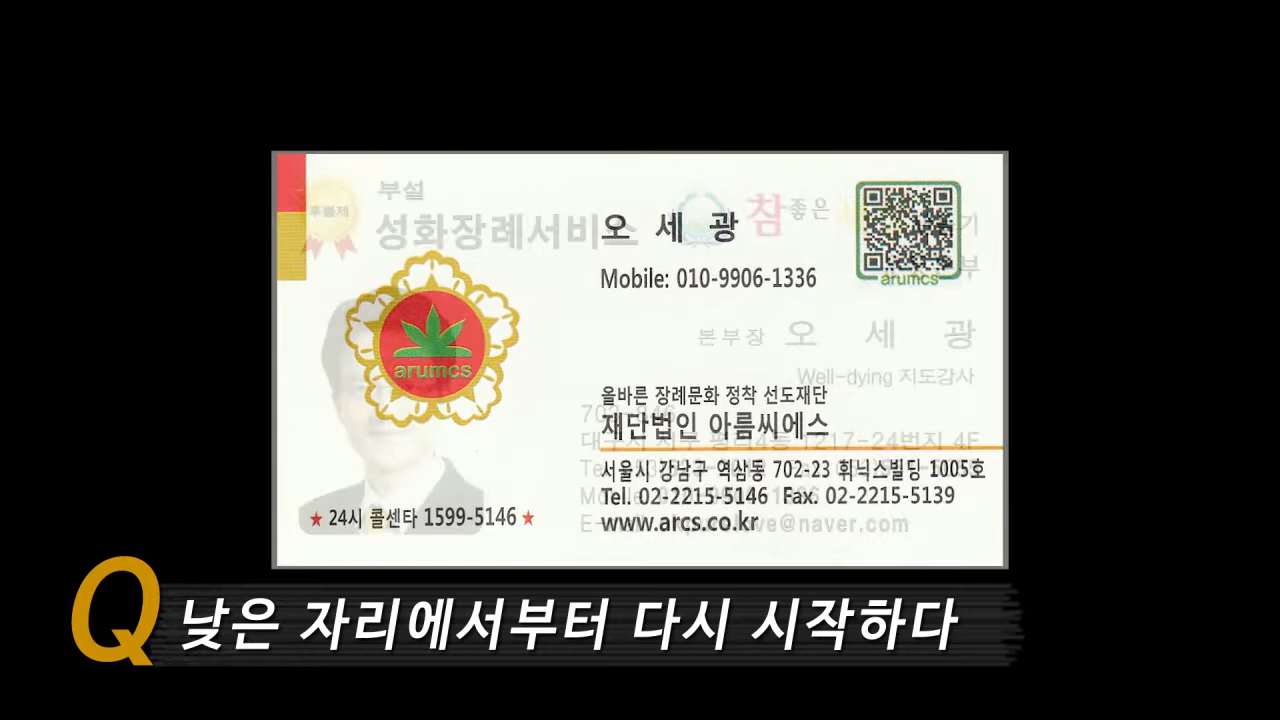 부설
후불제
성화장례서비스
오 세 광
참 좋은
Mobile: 010-9906-1336
arumcs
arumcs
본부장 오 세 광
Well-dying 지도강사
올바른 장례문화 정착 선도재단
재단법인 아름씨에스
서울시 강남구 역삼동 702-23 휘닉스빌딩 1005호
Tel. 02-2215-5146 Fax. 02-2215-5139
www.arcs.co.kr
@naver.com
★ 24시 콜센타 1599-5146 ★
Q 낮은 자리에서부터 다시 시작하다